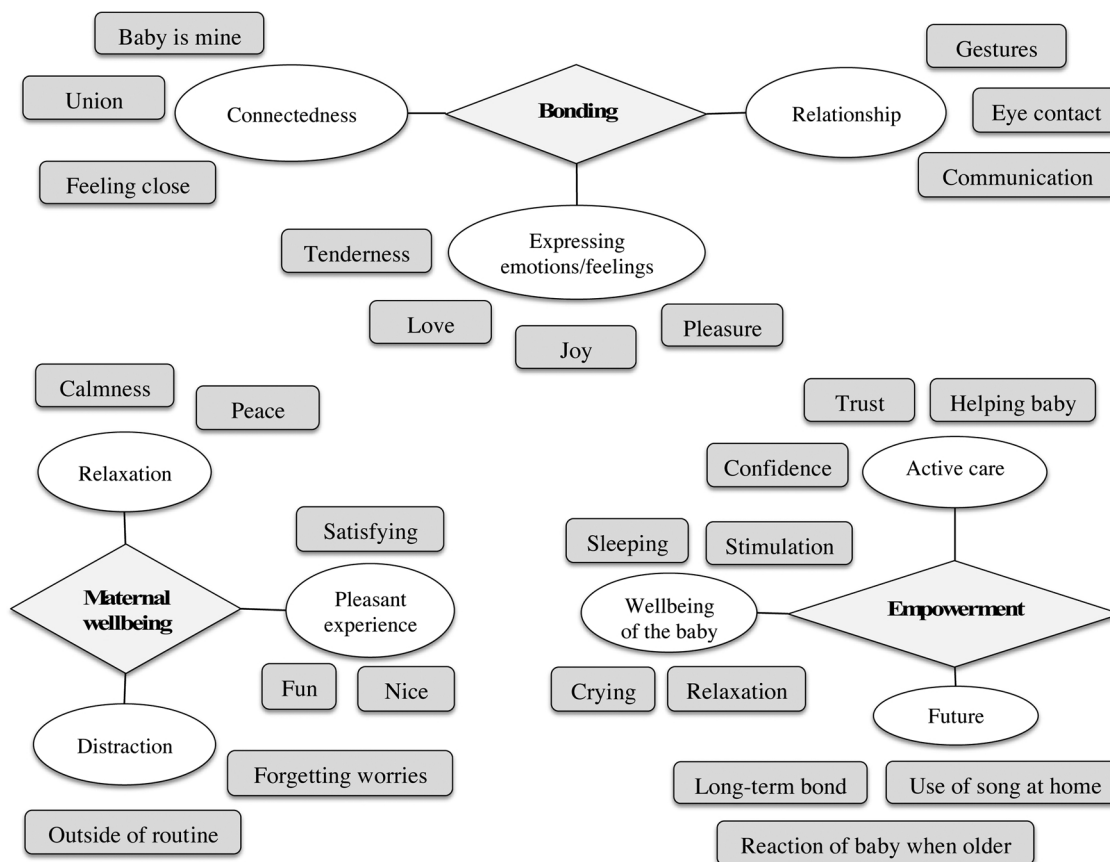 Baby is mine
Union
Connectedness
Feeling close
Bonding
Relationship
Gestures
Eye contact
Communication
Expressing
emotions/feelings
Tenderness
Love
Joy
Pleasure
Calmness
Peace
Relaxation
Maternal
wellbeing
Satisfying
Pleasant
experience
Fun
Nice
Distraction
Forgetting worries
Outside of routine
Trust
Helping baby
Confidence
Active care
Sleeping
Stimulation
Wellbeing
of the baby
Empowerment
Crying
Relaxation
Future
Long-term bond
Use of song at home
Reaction of baby when older